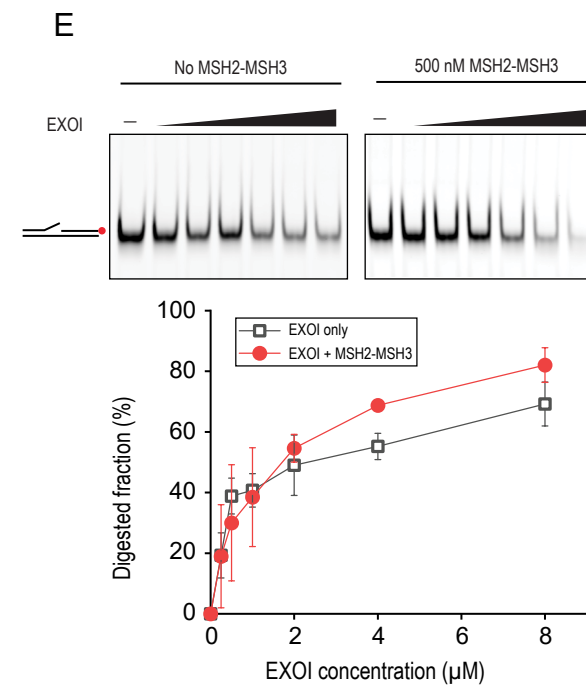 E
No MSH2-MSH3
500 nM MSH2-MSH3
EXOI
–
–
100
80
60
40
20
0
Digested fraction (%)
EXOI only
EXOI + MSH2-MSH3
0
2
4
6
8
EXOI concentration (µM)